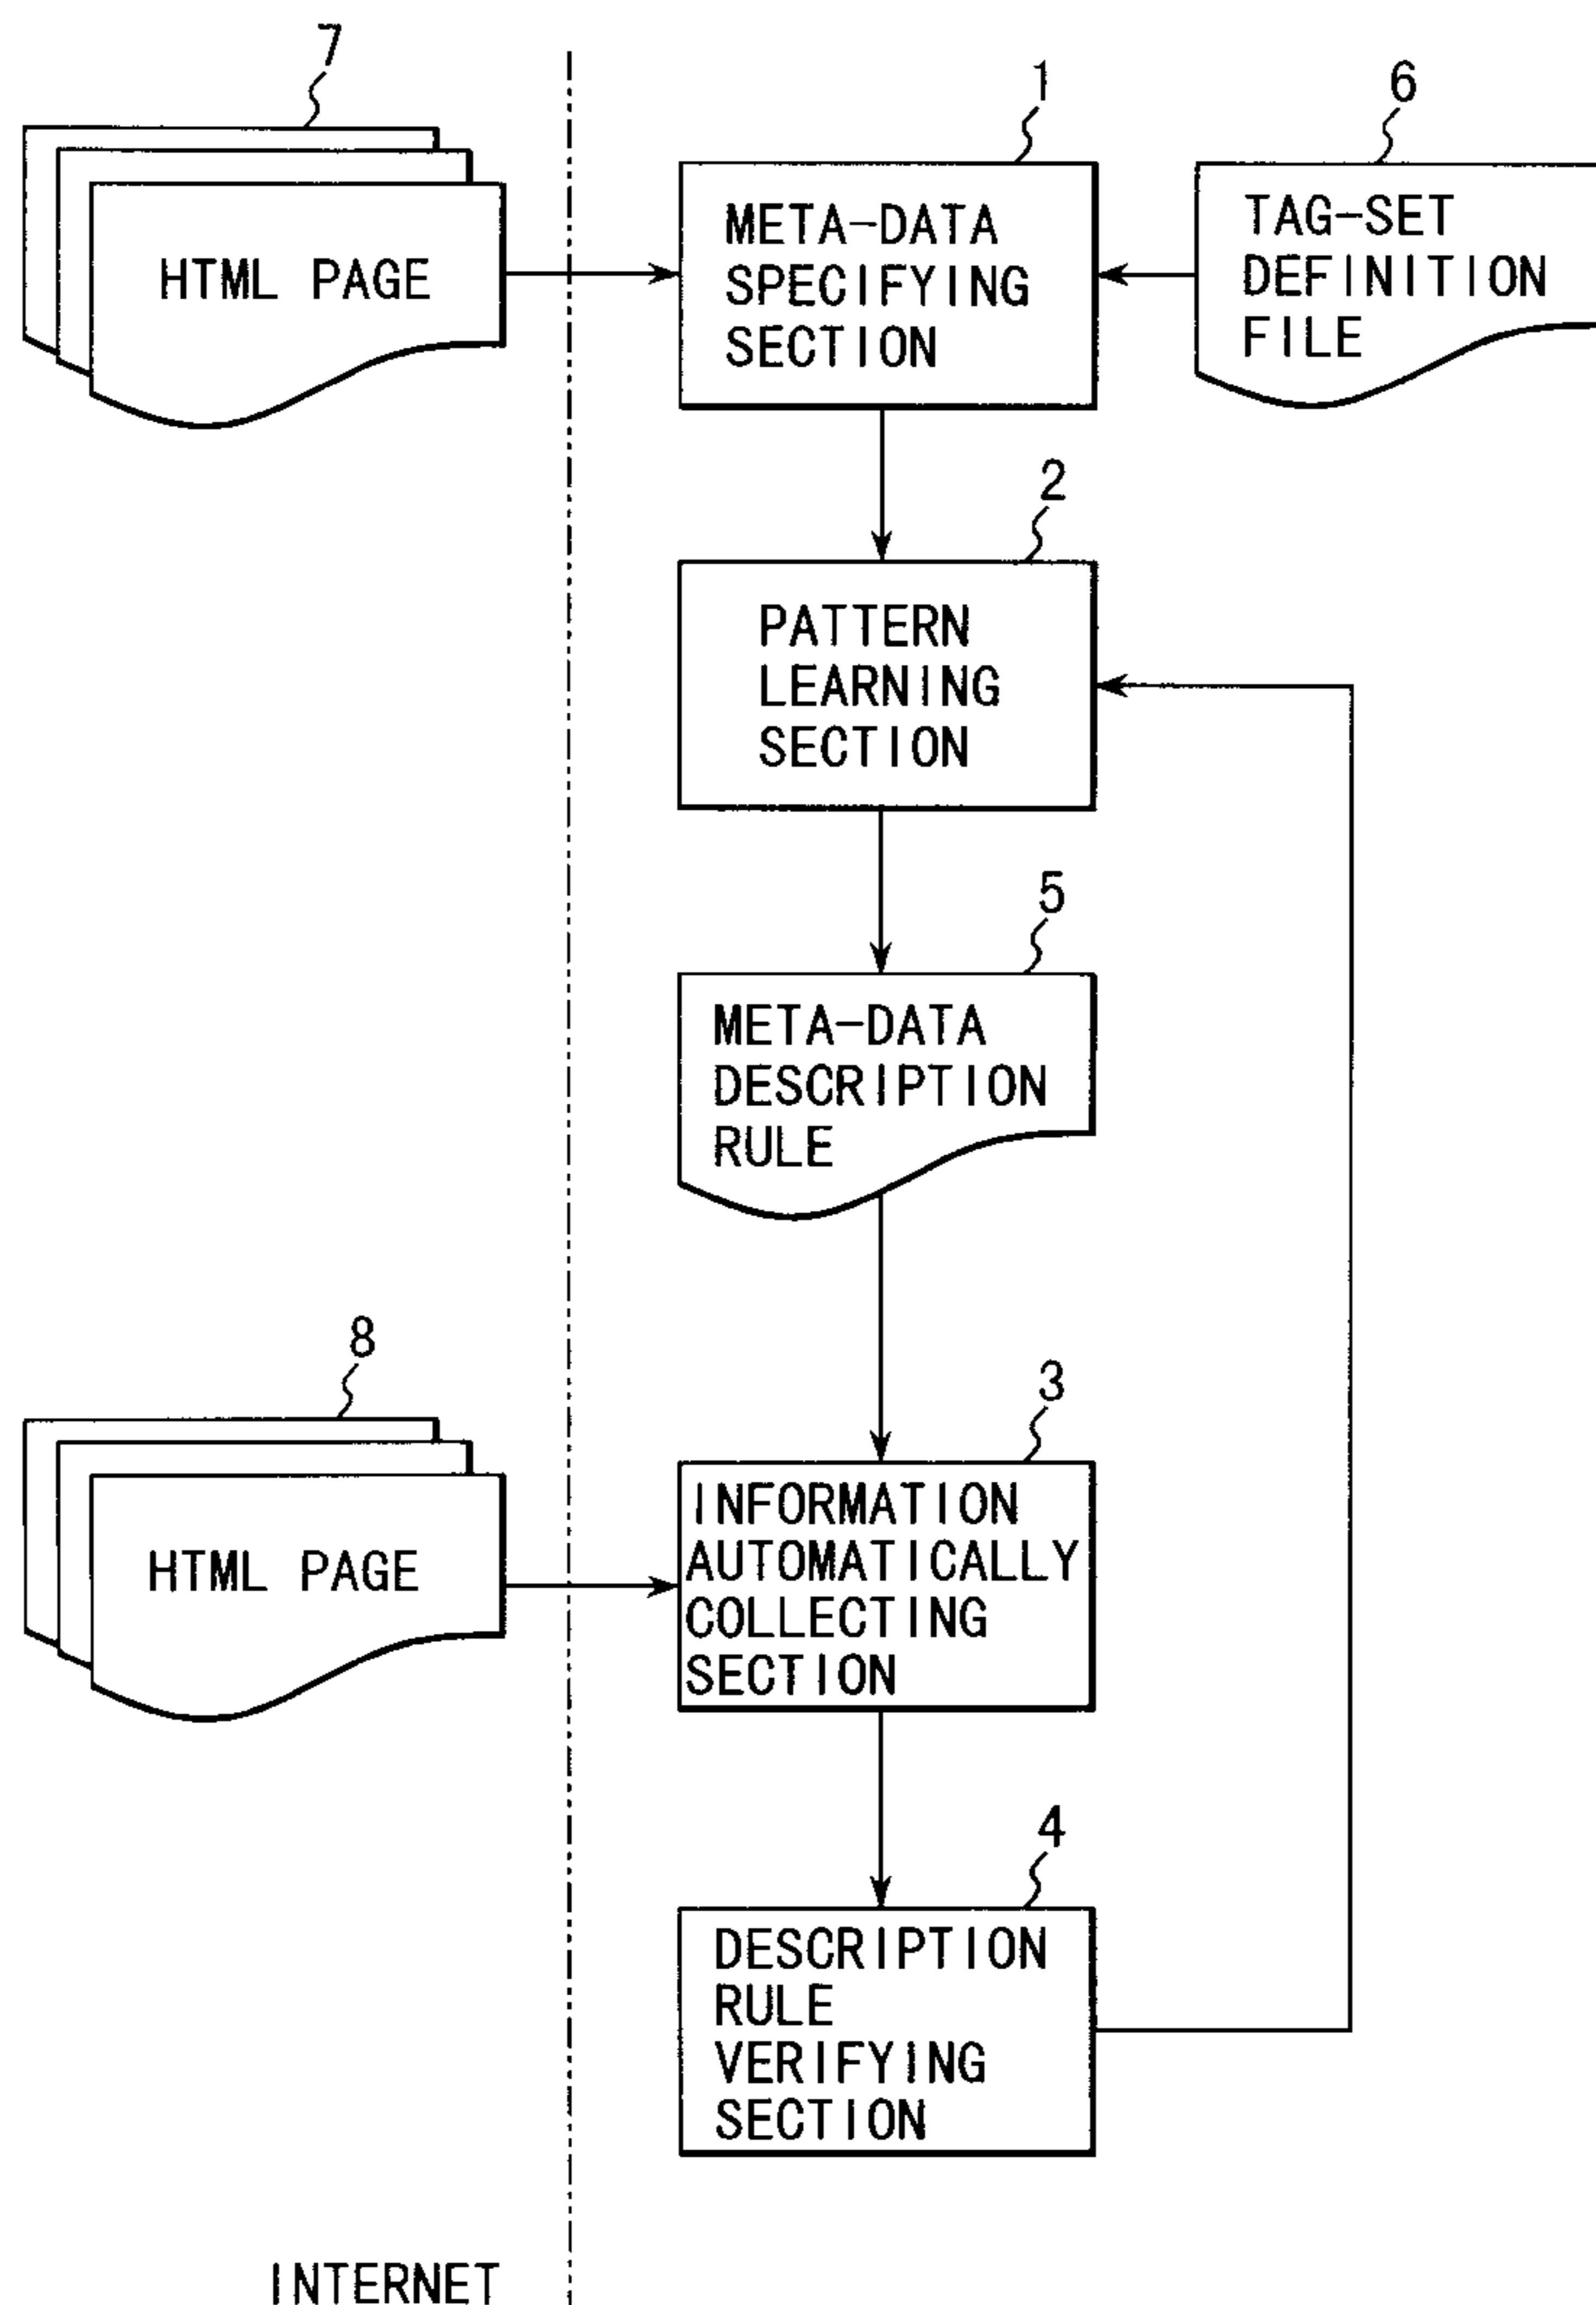 7
1
6
HTML PAGE
META-DATA
SPECIFYING
SECTION
TAG-SET
DEFINITION
FILE
2
PATTERN
LEARNING
SECTION
5
META-DATA
DESCRIPTION
RULE
8
HTML PAGE
3
INFORMATION
AUTOMATICALLY
COLLECTING
SECTION
4
DESCRIPTION
RULE
VERIFYING
SECTION
INTERNET